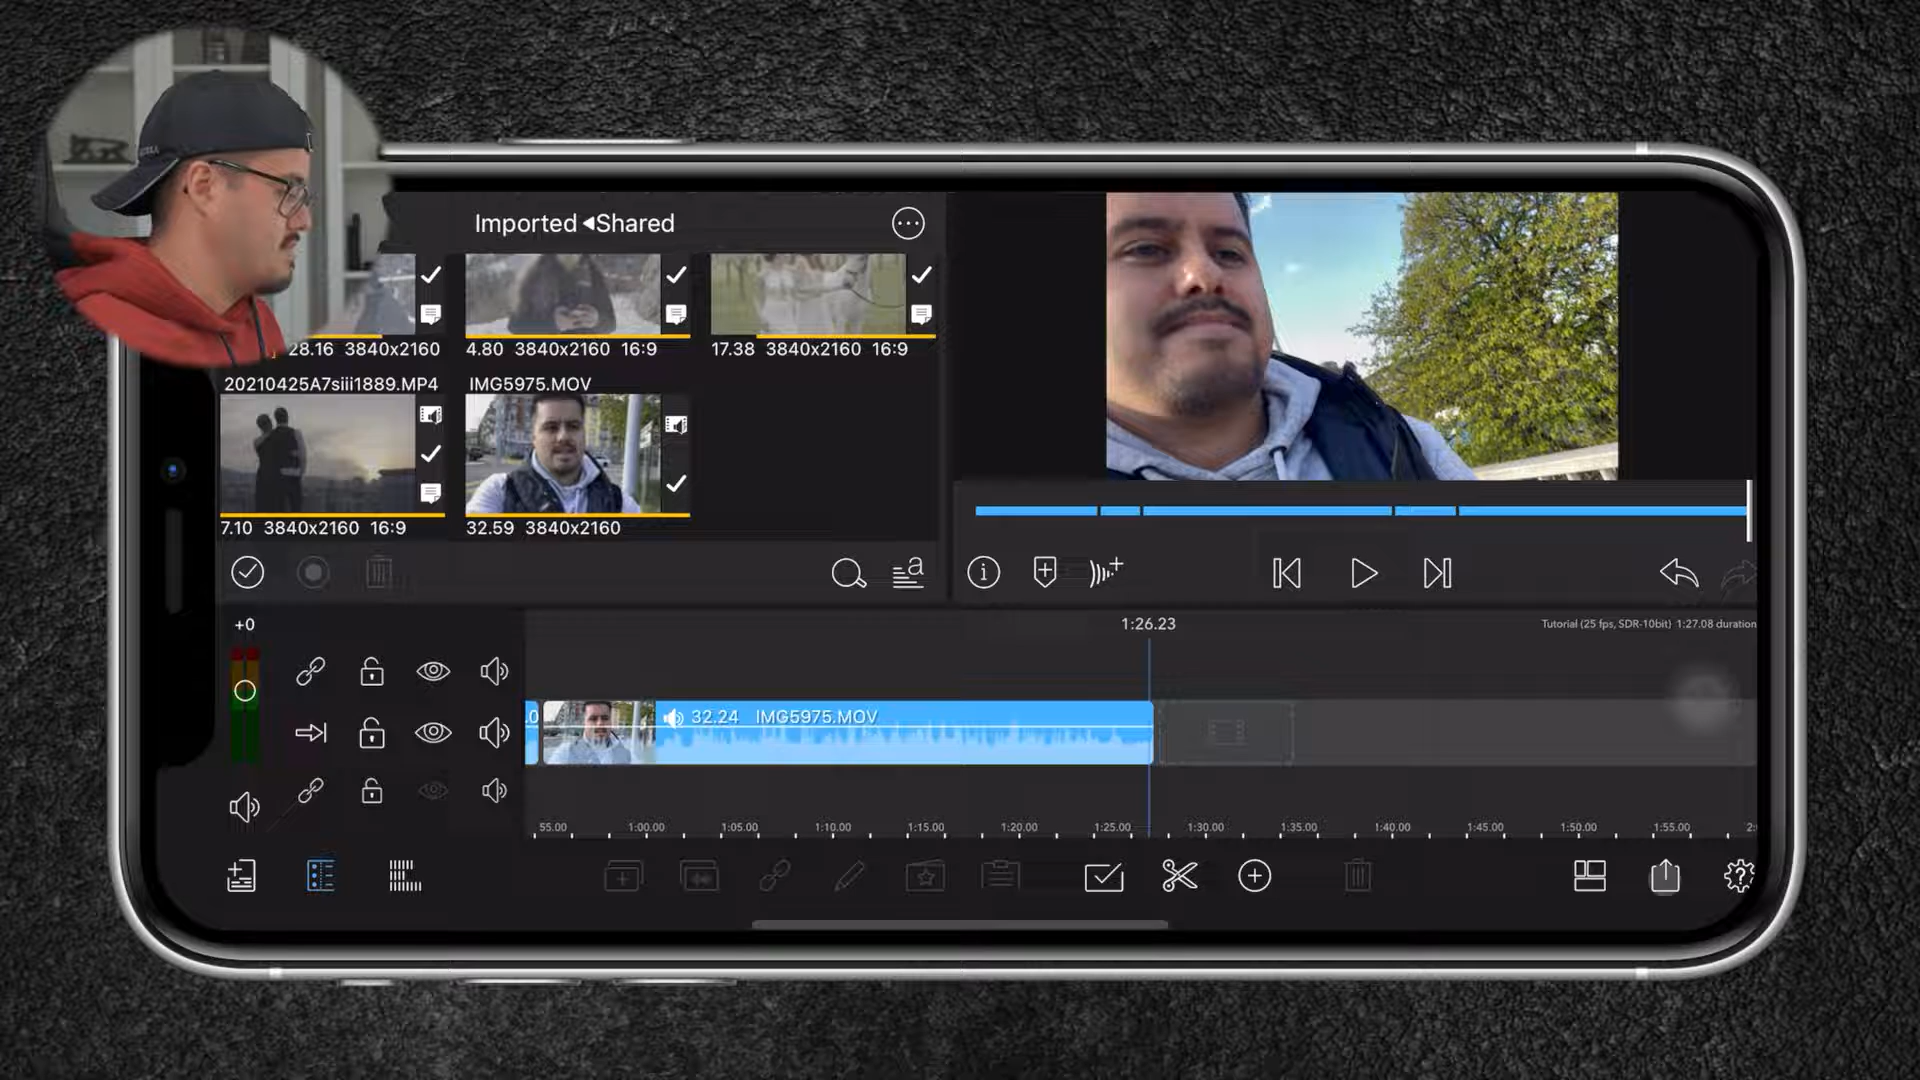 Imported ◂Shared
28.16 3840x2160
4.80 3840x2160 16:9
17.38 3840x2160 16:9
20210425A7siii1889.MP4
IMG5975.MOV
7.10 3840x2160 16:9
32.59 3840x2160
a
+0
1:26.23
Tutorial (25 fps, SDR-10bit) 1:27.08 duration
.0
32.24 IMG5975.MOV
55.00 1:00.00 1:05.00 1:10.00 1:15.00 1:20.00 1:25.00 1:30.00 1:35.00 1:40.00 1:45.00 1:50.00 1:55.00 2: